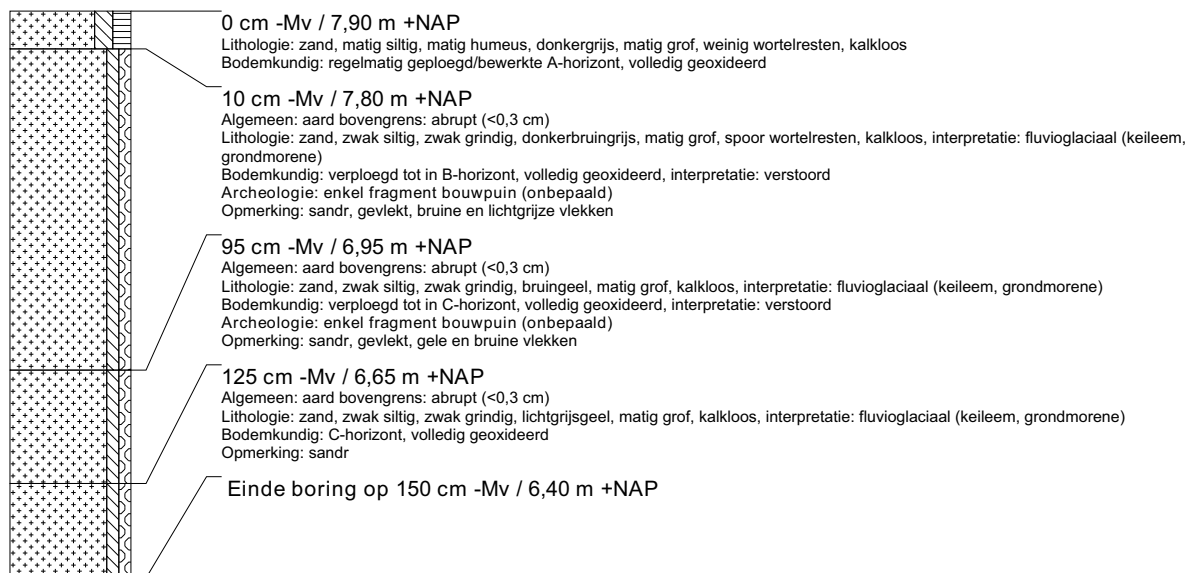 0 cm -Mv / 7,90 m +NAP
Lithologie: zand, matig siltig, matig humeus, donkergrijs, matig grof, weinig wortelresten, kalkloos
Bodemkundig: regelmatig geploegd/bewerkte A-horizont, volledig geoxideerd
10 cm -Mv / 7,80 m +NAP
Algemeen: aard bovengrens: abrupt (<0,3 cm)
Lithologie: zand, zwak siltig, zwak grindig, donkerbruingrijs, matig grof, spoor wortelresten, kalkloos, interpretatie: fluvioglaciaal (keileem,
grondmorene)
Bodemkundig: verploegd tot in B-horizont, volledig geoxideerd, interpretatie: verstoord
Archeologie: enkel fragment bouwpuin (onbepaald)
Opmerking: sandr, gevlekt, bruine en lichtgrijze vlekken
95 cm -Mv / 6,95 m +NAP
Algemeen: aard bovengrens: abrupt (<0,3 cm)
Lithologie: zand, zwak siltig, zwak grindig, bruingeel, matig grof, kalkloos, interpretatie: fluvioglaciaal (keileem, grondmorene)
Bodemkundig: verploegd tot in C-horizont, volledig geoxideerd, interpretatie: verstoord
Archeologie: enkel fragment bouwpuin (onbepaald)
Opmerking: sandr, gevlekt, gele en bruine vlekken
125 cm -Mv / 6,65 m +NAP
Algemeen: aard bovengrens: abrupt (<0,3 cm)
Lithologie: zand, zwak siltig, zwak grindig, lichtgrijsgeel, matig grof, kalkloos, interpretatie: fluvioglaciaal (keileem, grondmorene)
Bodemkundig: C-horizont, volledig geoxideerd
Opmerking: sandr
Einde boring op 150 cm -Mv / 6,40 m +NAP